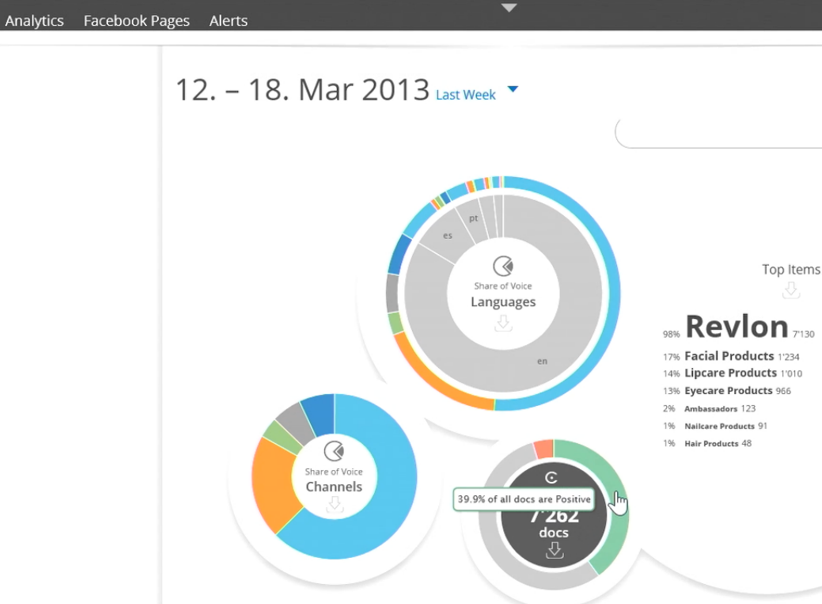 Analytics Facebook Pages Alerts
12. – 18. Mar 2013 Last Week
es
pt
Share of Voice
Languages
en
Top Items
98% Revlon 7'130
17% Facial Products 1'234
14% Lipcare Products 1'010
13% Eyecare Products 966
2% Ambassadors 123
1% Nailcare Products 91
1% Hair Products 48
Share of Voice
Channels
39.9% of all docs are Positive
7'262
docs